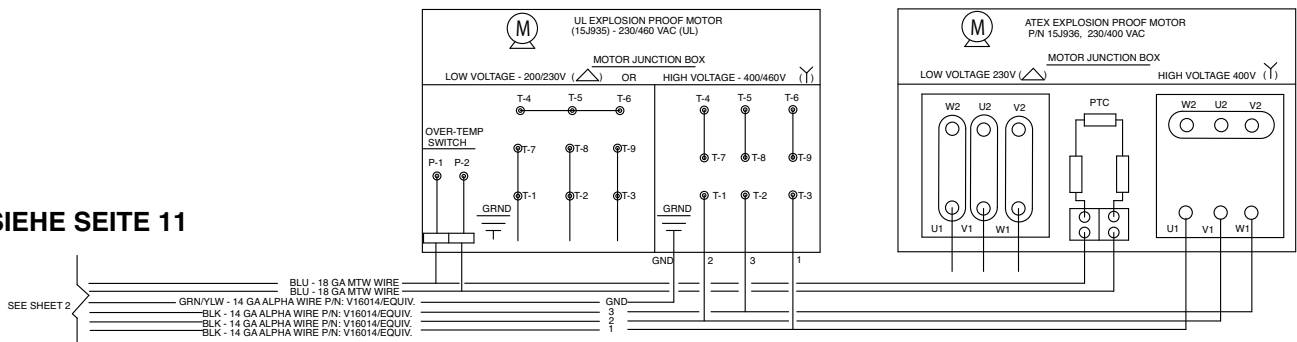 M
UL EXPLOSION PROOF MOTOR
(15J935) - 230/460 VAC (UL)
MOTOR JUNCTION BOX
LOW VOLTAGE - 200/230V ( ) OR HIGH VOLTAGE - 400/460V ( )
T-4 T-5 T-6
T-4 T-5 T-6
OVER-TEMP
SWITCH
P-1 P-2
T-7 T-8 T-9
T-7 T-8 T-9
T-1 T-2 T-3
T-1 T-2 T-3
GRND
GRND
GND 2 3 1
M
ATEX EXPLOSION PROOF MOTOR
P/N 15J936, 230/400 VAC
MOTOR JUNCTION BOX
LOW VOLTAGE 230V ( )
HIGH VOLTAGE 400V ( )
W2 U2 V2
PTC
W2 U2 V2
U1 V1 W1
U1 V1 W1
SIEHE SEITE 11
SEE SHEET 2
BLU - 18 GA MTW WIRE
BLU - 18 GA MTW WIRE
GRN/YLW - 14 GA ALPHA WIRE P/N: V16014/EQUIV. GND
BLK - 14 GA ALPHA WIRE P/N: V16014/EQUIV. 3
BLK - 14 GA ALPHA WIRE P/N: V16014/EQUIV. 2
BLK - 14 GA ALPHA WIRE P/N: V16014/EQUIV. 1